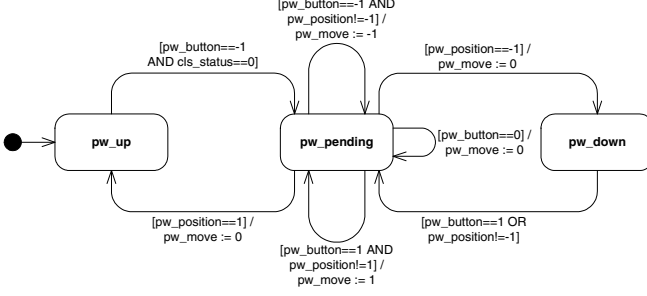 [pw_button==-1 AND
pw_position!=-1] /
pw_move := -1
[pw_button==-1
AND cls_status==0]
[pw_position==-1] /
pw_move := 0
pw_up
pw_pending
[pw_button==0] /
pw_move := 0
pw_down
[pw_position==1] /
pw_move := 0
[pw_button==1 OR
pw_position!=-1]
[pw_button==1 AND
pw_position!=1] /
pw_move := 1